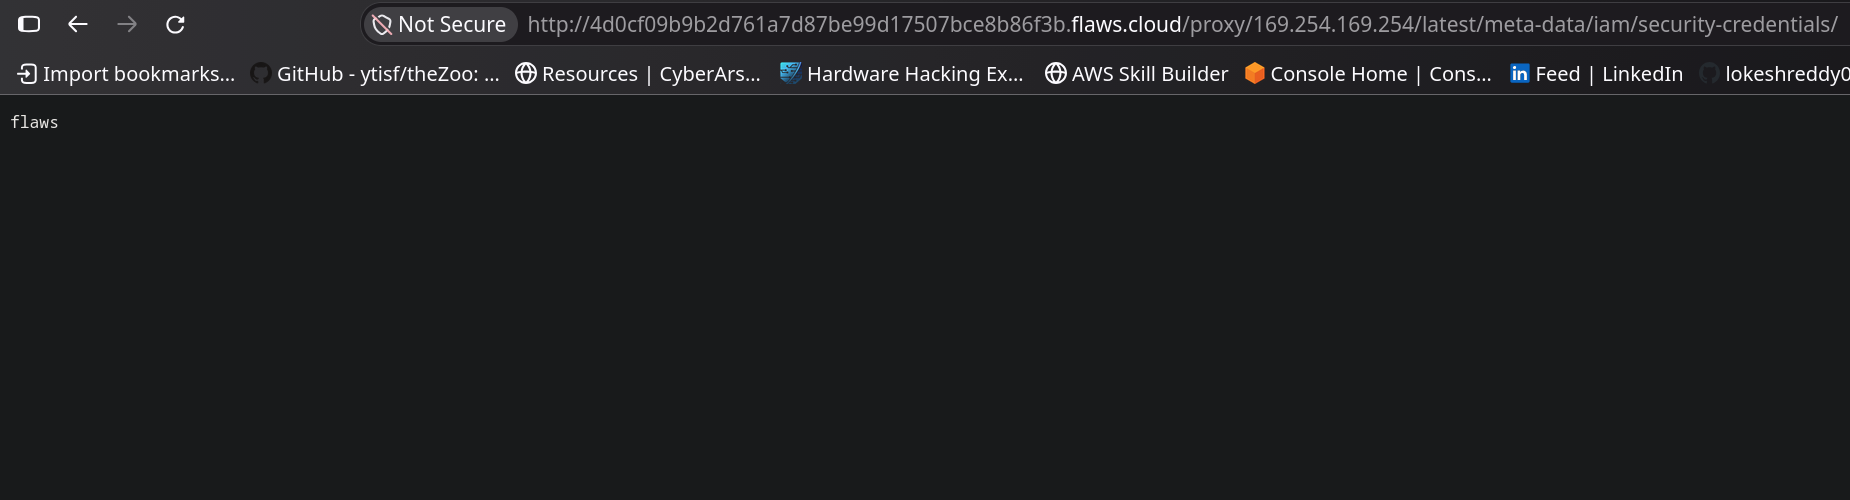 Not Secure http://4d0cf09b9b2d761a7d87be99d17507bce8b86f3b.flaws.cloud/proxy/169.254.169.254/latest/meta-data/iam/security-credentials/
Import bookmarks... GitHub - ytisf/theZoo: ... Resources | CyberArs... Hardware Hacking Ex... AWS Skill Builder Console Home | Cons... Feed | LinkedIn lokeshreddy0
flaws